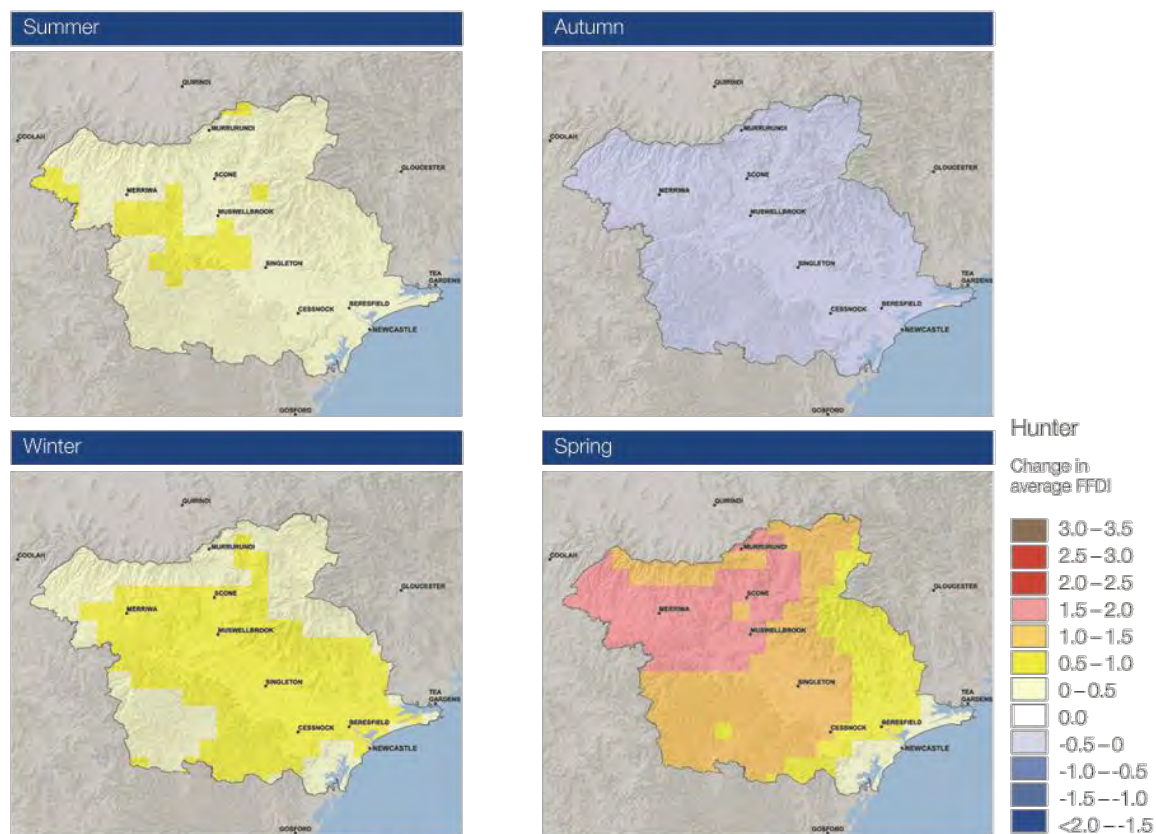 Summer
QUIRINDI
COOLAH
MURRURUNDI
GLOUCESTER
SCONE
MERRIWA
MUSWELLBROOK
SINGLETON
TEA
GARDENS
CESSNOCK
BERESFIELD
NEWCASTLE
GOSFORD
Autumn
QUIRINDI
COOLAH
MURRURUNDI
GLOUCESTER
SCONE
MERRIWA
MUSWELLBROOK
SINGLETON
TEA
GARDENS
CESSNOCK
BERESFIELD
NEWCASTLE
GOSFORD
Winter
QUIRINDI
COOLAH
MURRURUNDI
GLOUCESTER
SCONE
MERRIWA
MUSWELLBROOK
SINGLETON
TEA
GARDENS
CESSNOCK
BERESFIELD
NEWCASTLE
GOSFORD
Spring
QUIRINDI
COOLAH
MURRURUNDI
GLOUCESTER
SCONE
MERRIWA
MUSWELLBROOK
SINGLETON
TEA
GARDENS
CESSNOCK
BERESFIELD
NEWCASTLE
GOSFORD
Hunter
Change in
average FFDI
3.0–3.5
2.5–3.0
2.0–2.5
1.5–2.0
1.0–1.5
0.5–1.0
0–0.5
0.0
-0.5–0
-1.0–-0.5
-1.5–-1.0
<2.0–-1.5